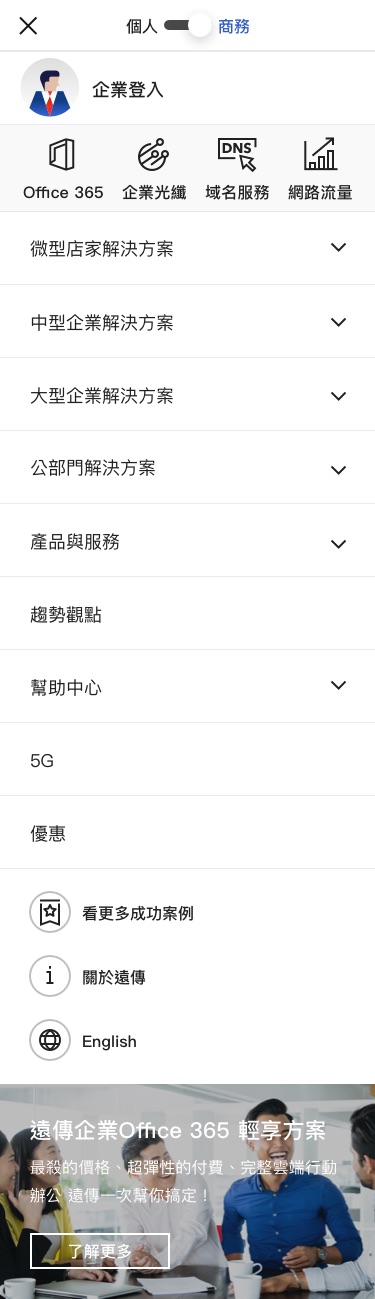 個人 商務
企業登入
DNS
Office 365 企業光纖 域名服務 網路流量
微型店家解決方案
中型企業解決方案
大型企業解決方案
公部門解決方案
產品與服務
趨勢觀點
幫助中心
5G
優惠
看更多成功案例
關於遠傳
English
遠傳企業Office 365 輕享方案
最殺的價格、超彈性的付費、完整雲端行動
辦公 遠傳一次幫你搞定！
了解更多